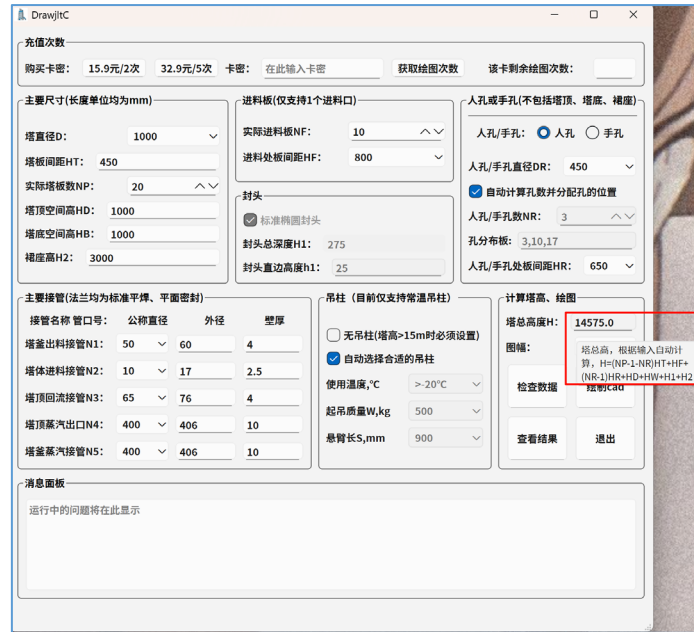 DrawJltC
充值次数
购买卡密： 15.9元/2次 32.9元/5次 卡密： 在此输入卡密 获取绘图次数 该卡剩余绘图次数：
主要尺寸(长度单位均为mm)
塔直径D： 1000
塔板间距HT： 450
实际塔板数NP： 20
塔顶空间高HD： 1000
塔底空间高HB： 1000
裙座高H2： 3000
进料板(仅支持1个进料口)
实际进料板NF： 10
进料处板间距HF： 800
封头
标准椭圆封头
封头总深度H1： 275
封头直边高度h1： 25
人孔或手孔(不包括塔顶、塔底、裙座)
人孔/手孔： 人孔 手孔
人孔/手孔直径DR： 450
自动计算孔数并分配孔的位置
人孔/手孔数NR： 3
孔分布板： 3,10,17
人孔/手孔处板间距HR： 650
主要接管(法兰均为标准平焊、平面密封)
接管名称 管口号： 公称直径 外径 壁厚
塔釜出料接管N1： 50 60 4
塔体进料接管N2： 10 17 2.5
塔顶回流接管N3： 65 76 4
塔顶蒸汽出口N4： 400 406 10
塔釜蒸汽接管N5： 400 406 10
吊柱（目前仅支持常温吊柱）
无吊柱(塔高>15m时必须设置)
自动选择合适的吊柱
使用温度,℃ >-20℃
起吊质量W,kg 500
悬臂长S,mm 900
计算塔高、绘图
塔总高度H： 14575.0
图幅：
塔总高，根据输入自动计
算，H=(NP-1-NR)HT+HF+
(NR-1)HR+HD+HW+H1+H2
检查数据 绘制cad
查看结果 退出
消息面板
运行中的问题将在此显示